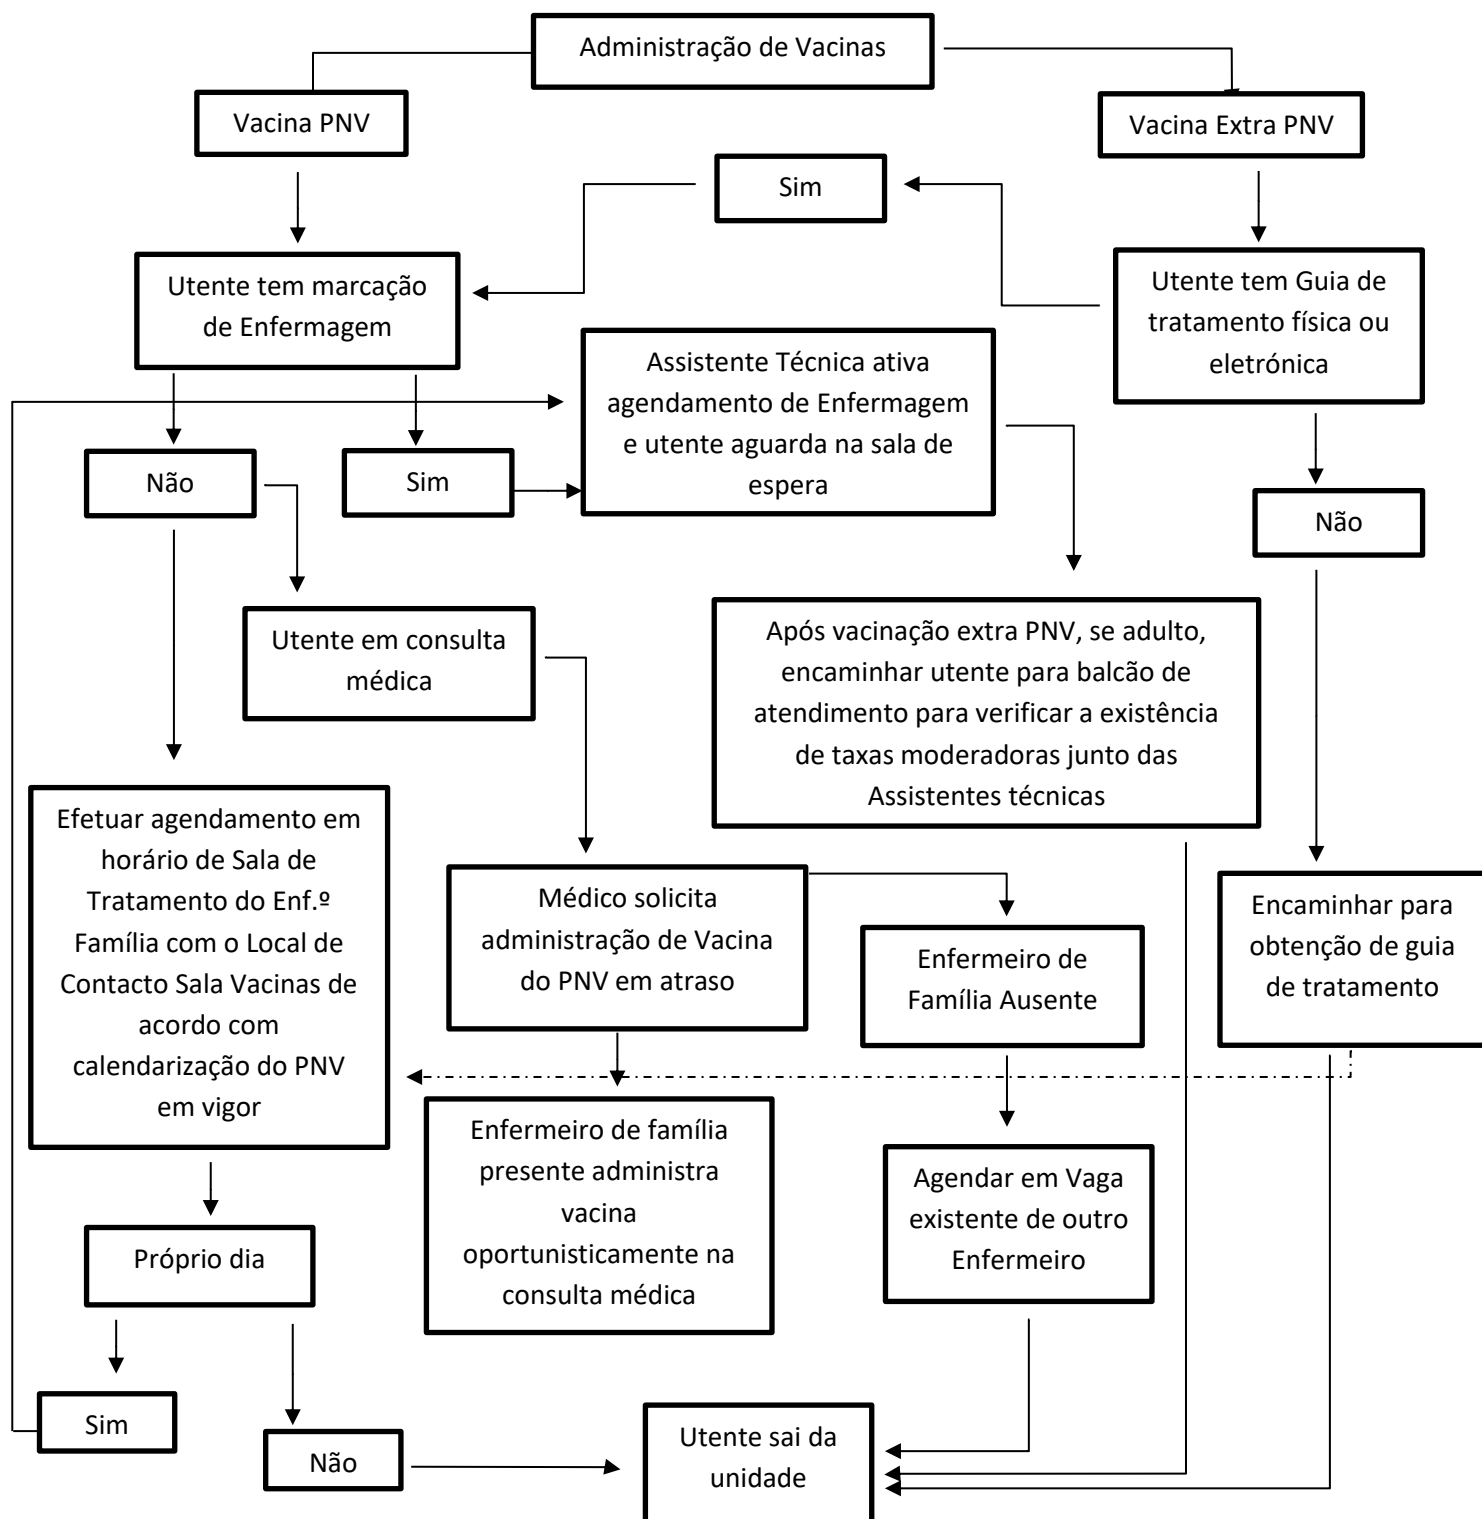 Administração de Vacinas
Vacina PNV
Vacina Extra PNV
Sim
Utente tem marcação
de Enfermagem
Utente tem Guia de
tratamento física ou
eletrónica
Assistente Técnica ativa
agendamento de Enfermagem
e utente aguarda na sala de
espera
Não
Sim
Não
Utente em consulta
médica
Após vacinação extra PNV, se adulto,
encaminhar utente para balcão de
atendimento para verificar a existência
de taxas moderadoras junto das
Assistentes técnicas
Efetuar agendamento em
horário de Sala de
Tratamento do Enf.º
Família com o Local de
Contacto Sala Vacinas de
acordo com
calendarização do PNV
em vigor
Médico solicita
administração de Vacina
do PNV em atraso
Enfermeiro de
Família Ausente
Encaminhar para
obtenção de guia
de tratamento
Enfermeiro de família
presente administra
vacina
oportunisticamente na
consulta médica
Agendar em Vaga
existente de outro
Enfermeiro
Próprio dia
Sim
Não
Utente sai da
unidade